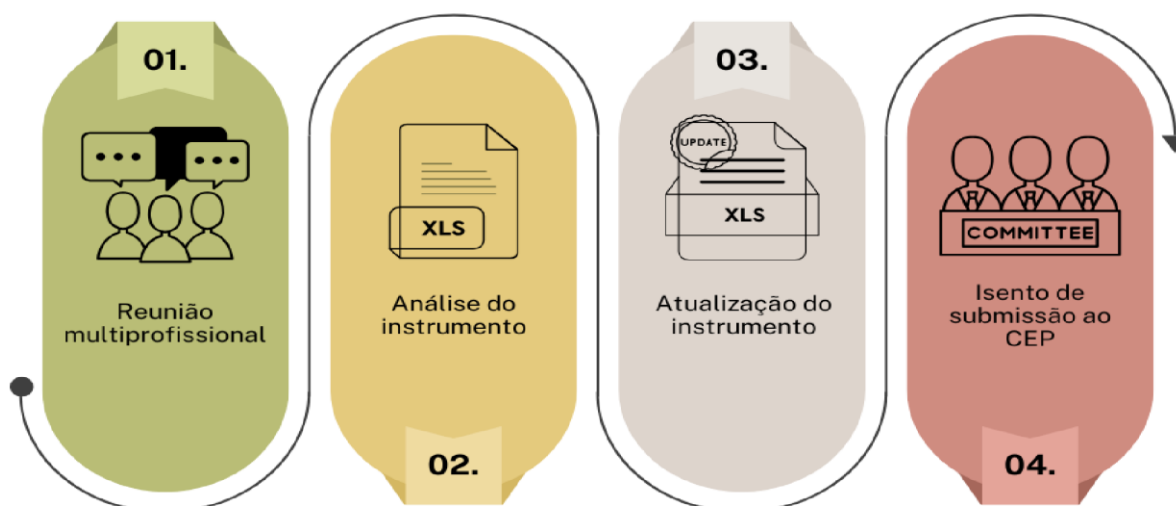 01.
Reunião
multiprofissional
XLS
Análise do
instrumento
02.
03.
UPDATE
XLS
Atualização do
instrumento
COMMITTEE
Isento de
submissão ao
CEP
04.